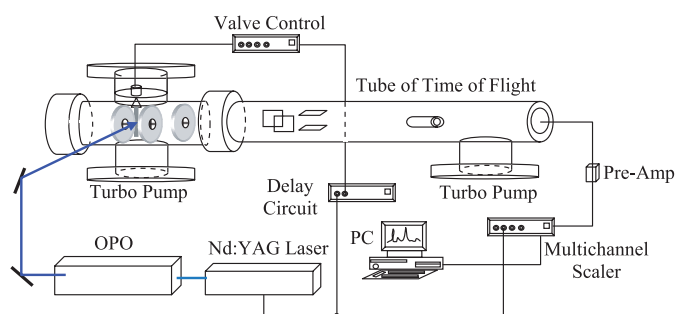 Valve Control
Tube of Time of Flight
Turbo Pump
Delay
Circuit
Turbo Pump
Pre-Amp
OPO
Nd:YAG Laser
PC
Multichannel
Scaler